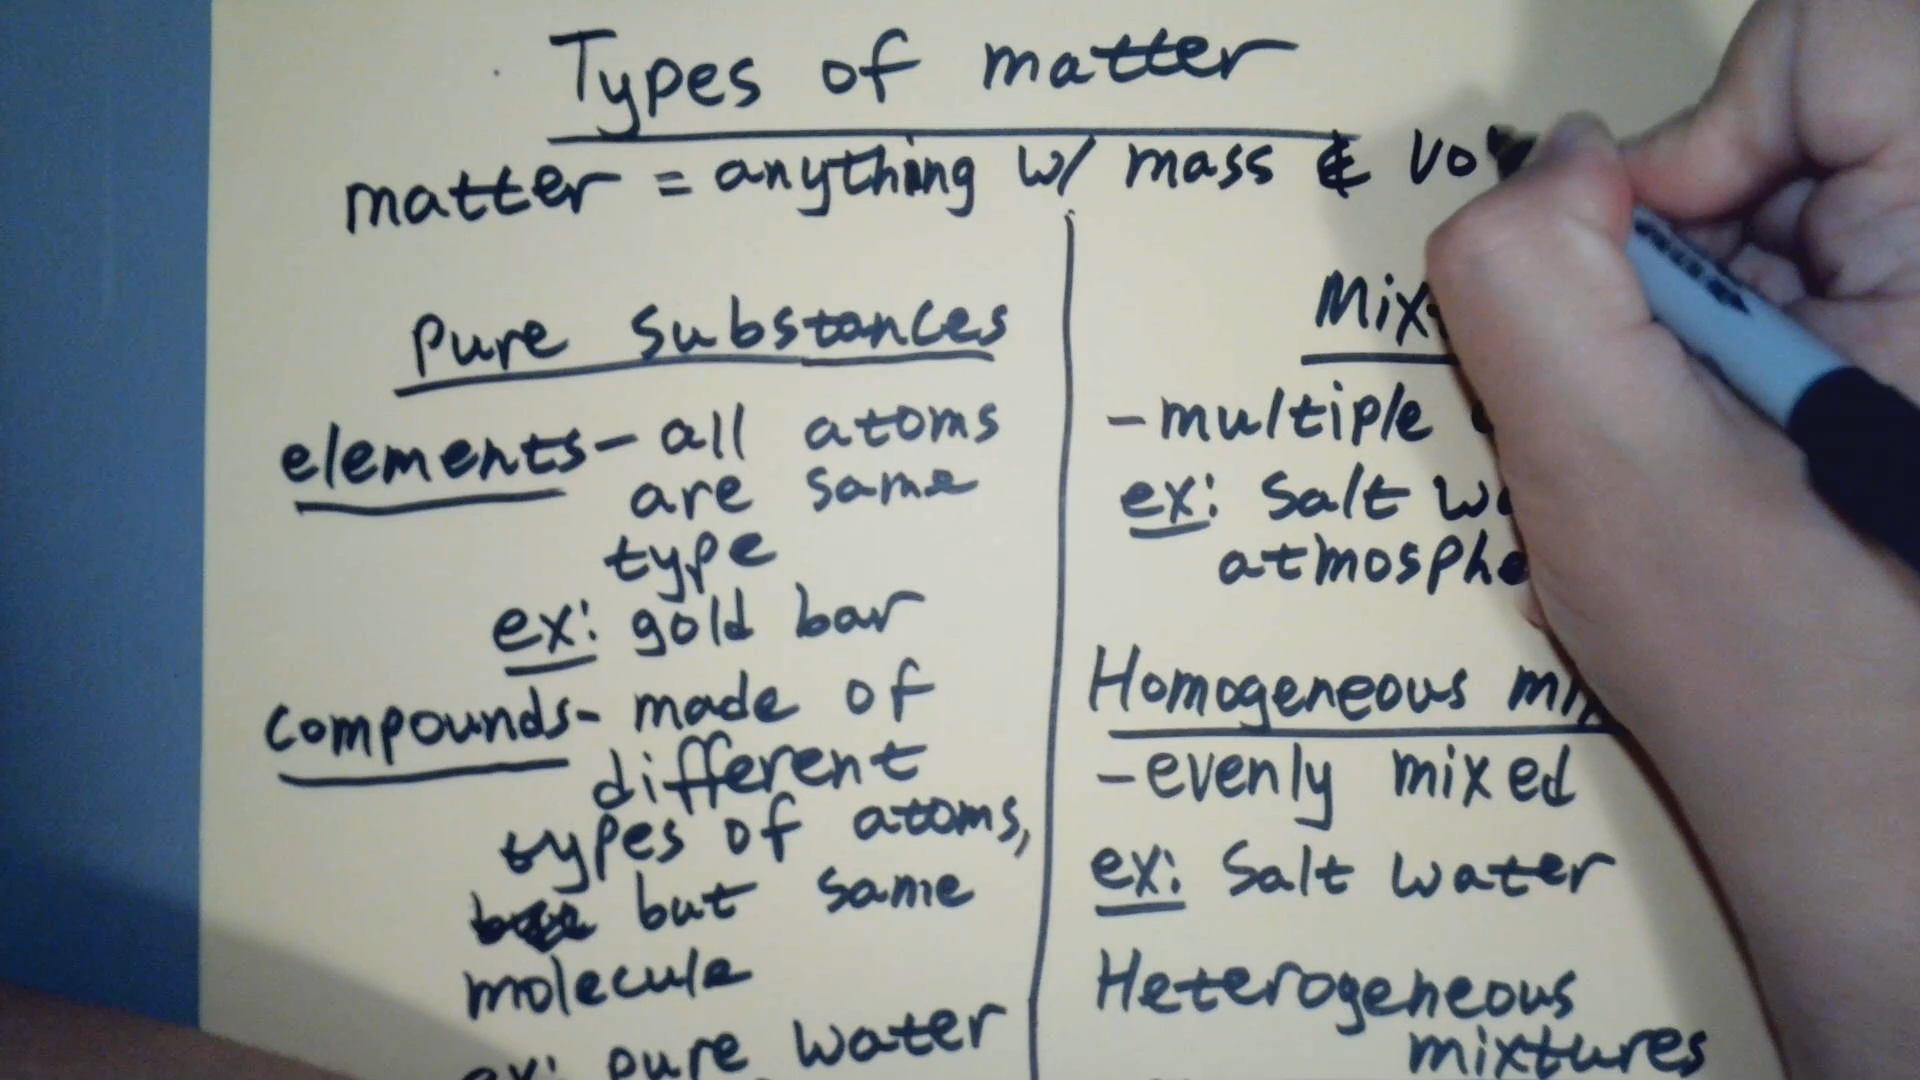 Types of matter
matter = anything w/ mass & vo
Pure Substances
elements - all atoms
are same
type
ex: gold bar
compounds - made of
different
types of atoms,
but same
molecule
ex: pure water
Mix
- multiple
ex: Salt
atmosphe
Homogeneous
- evenly mixed
ex: Salt water
Heterogeneous
mixtures